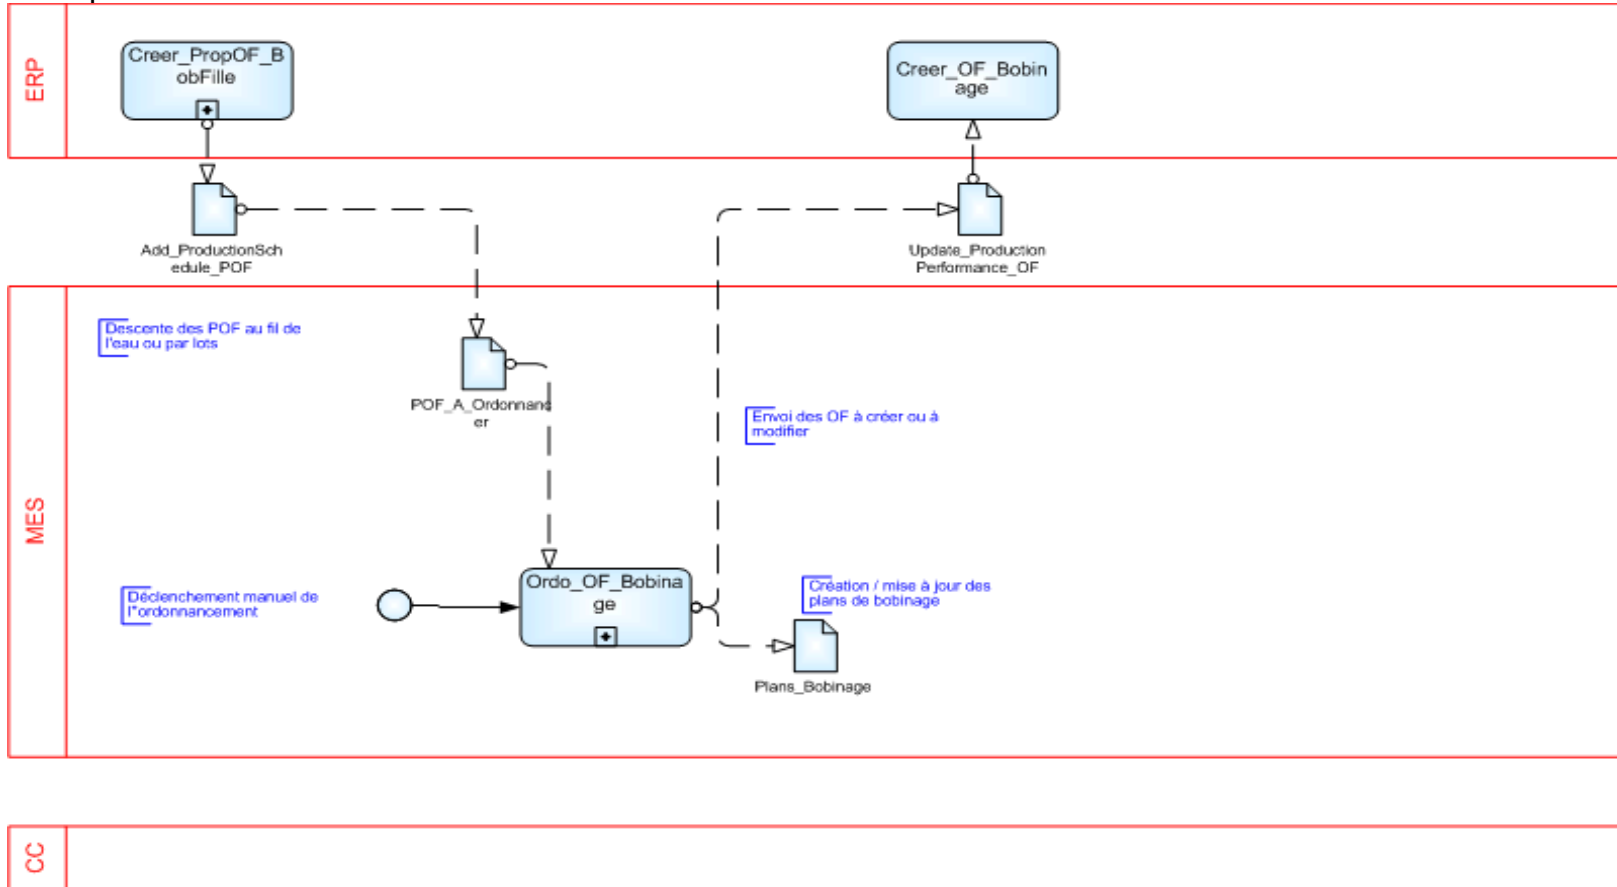 ERP
Creer_PropOF_B
obFille
Creer_OF_Bobin
age
Add_ProductionSch
edule_POF
Update_Production
Performance_OF
MES
Descente des POF au fil de
l'eau ou par lots
POF_A_Ordonnanc
er
Envoi des OF à créer ou à
modifier
Déclenchement manuel de
l"ordonnancement
Ordo_OF_Bobina
ge
Création / mise à jour des
plans de bobinage
Plans_Bobinage
CC